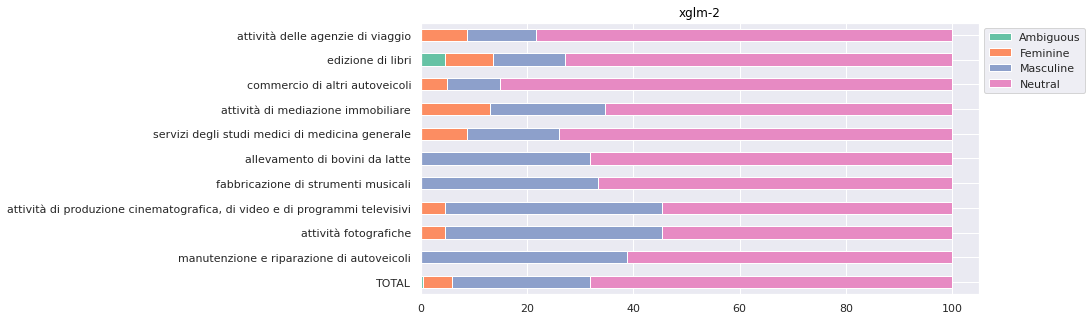 xglm-2
attività delle agenzie di viaggio
edizione di libri
commercio di altri autoveicoli
attività di mediazione immobiliare
servizi degli studi medici di medicina generale
allevamento di bovini da latte
fabbricazione di strumenti musicali
attività di produzione cinematografica, di video e di programmi televisivi
attività fotografiche
manutenzione e riparazione di autoveicoli
TOTAL
0 20 40 60 80 100
Ambiguous
Feminine
Masculine
Neutral